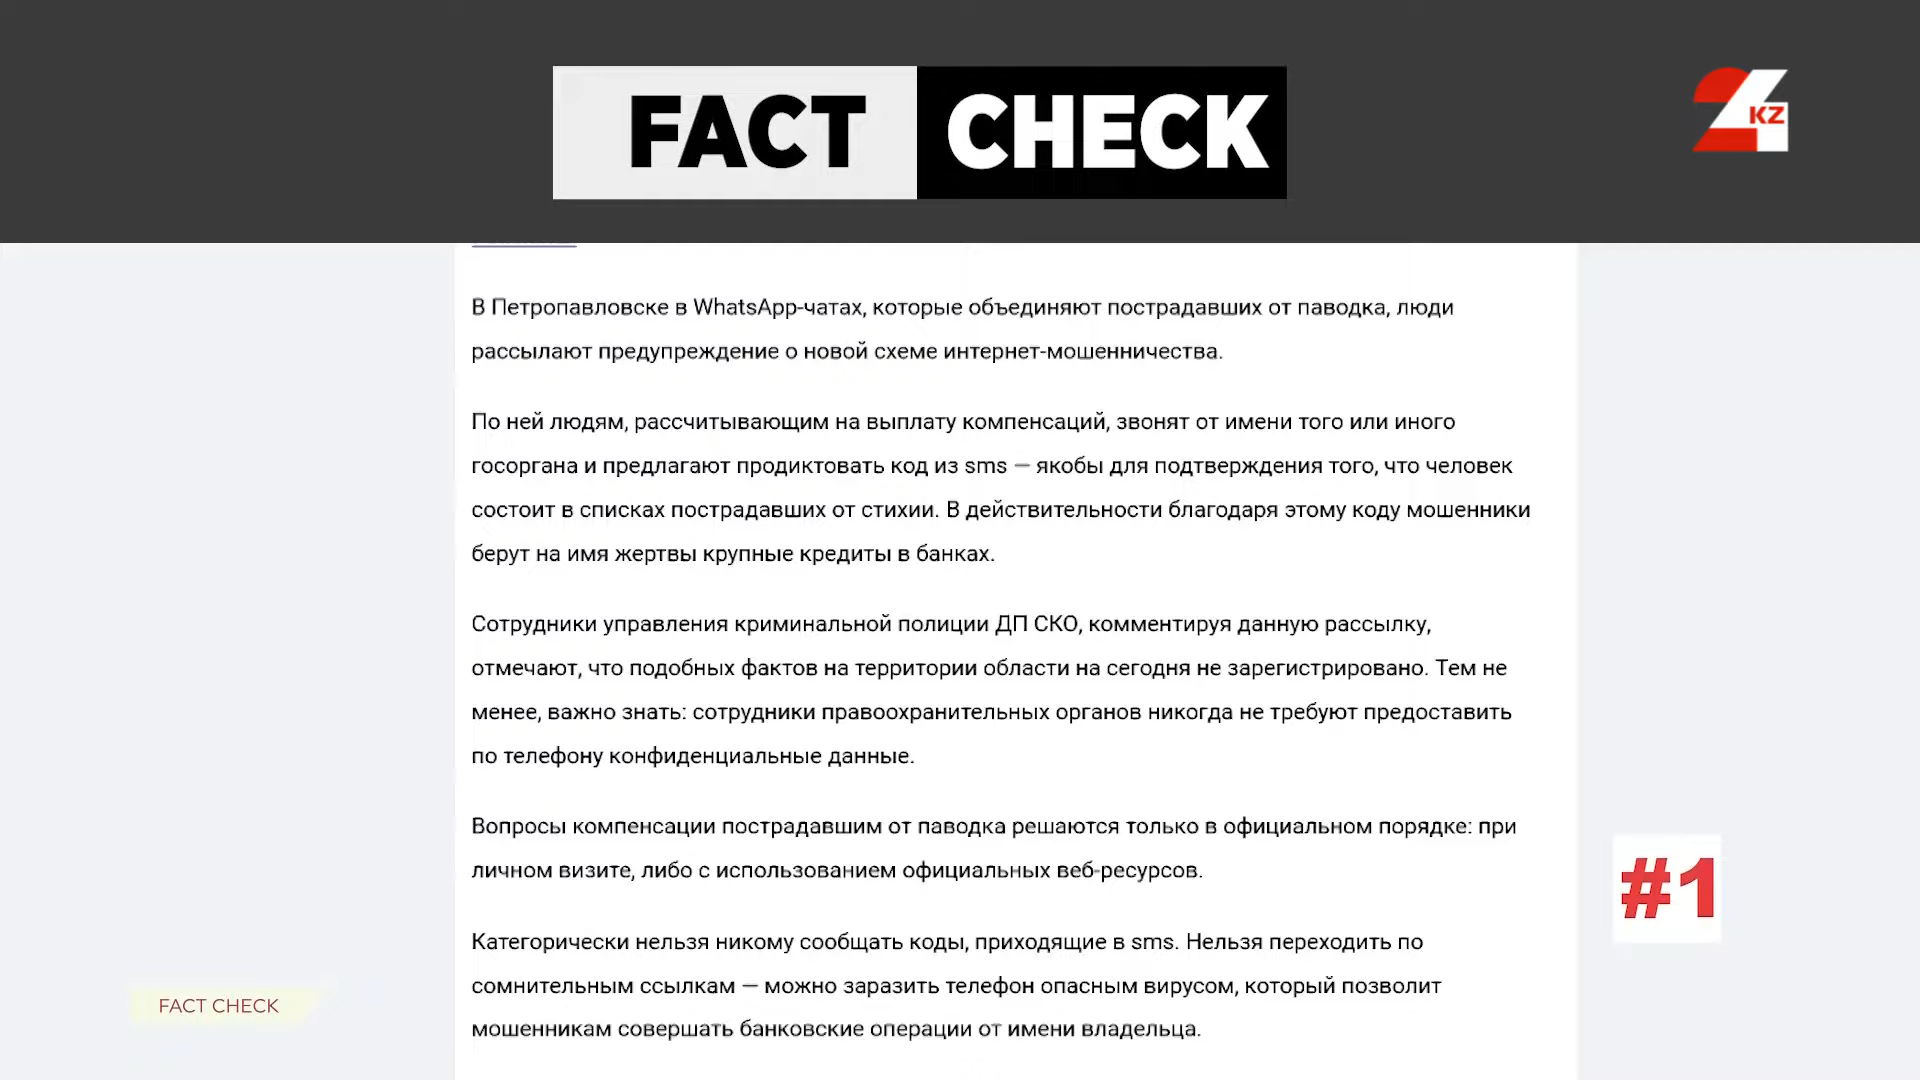 FACT CHECK
24 KZ
В Петропавловске в WhatsApp-чатах, которые объединяют пострадавших от паводка, люди
рассылают предупреждение о новой схеме интернет-мошенничества.
По ней людям, рассчитывающим на выплату компенсаций, звонят от имени того или иного
госоргана и предлагают продиктовать код из sms — якобы для подтверждения того, что человек
состоит в списках пострадавших от стихии. В действительности благодаря этому коду мошенники
берут на имя жертвы крупные кредиты в банках.
Сотрудники управления криминальной полиции ДП СКО, комментируя данную рассылку,
отмечают, что подобных фактов на территории области на сегодня не зарегистрировано. Тем не
менее, важно знать: сотрудники правоохранительных органов никогда не требуют предоставить
по телефону конфиденциальные данные.
Вопросы компенсации пострадавшим от паводка решаются только в официальном порядке: при
личном визите, либо с использованием официальных веб-ресурсов.
#1
Категорически нельзя никому сообщать коды, приходящие в sms. Нельзя переходить по
сомнительным ссылкам — можно заразить телефон опасным вирусом, который позволит
мошенникам совершать банковские операции от имени владельца.
FACT CHECK